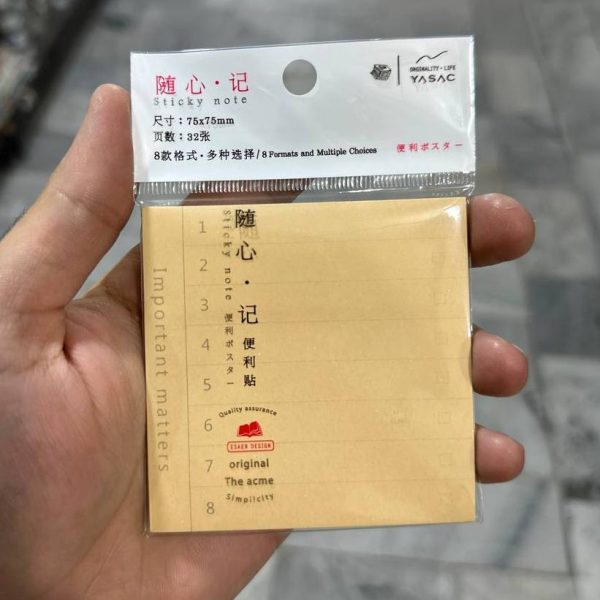 随心·记
Sticky note
尺寸：75x75mm
页数：32张
8款格式·多种选择/8 Formats and Multiple Choices
ORIGINALITY·LIFE
YASAC
便利ポスター
Important matters
1
2
3
4
5
6
7
8
随心·记 便利贴
Sticky note 便利ポスター
Quality assurance
ESAEN DESIGN
original
The acme
Simplicity